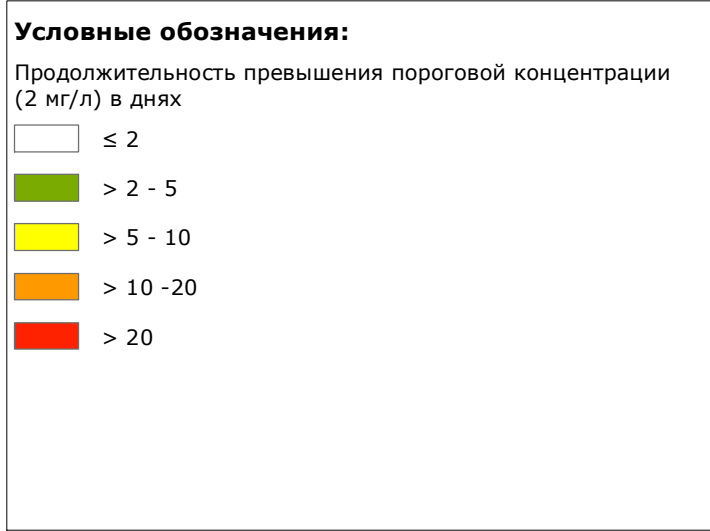 Условные обозначения:
Продолжительность превышения пороговой концентрации
(2 мг/л) в днях
≤ 2
> 2 - 5
> 5 - 10
> 10 -20
> 20